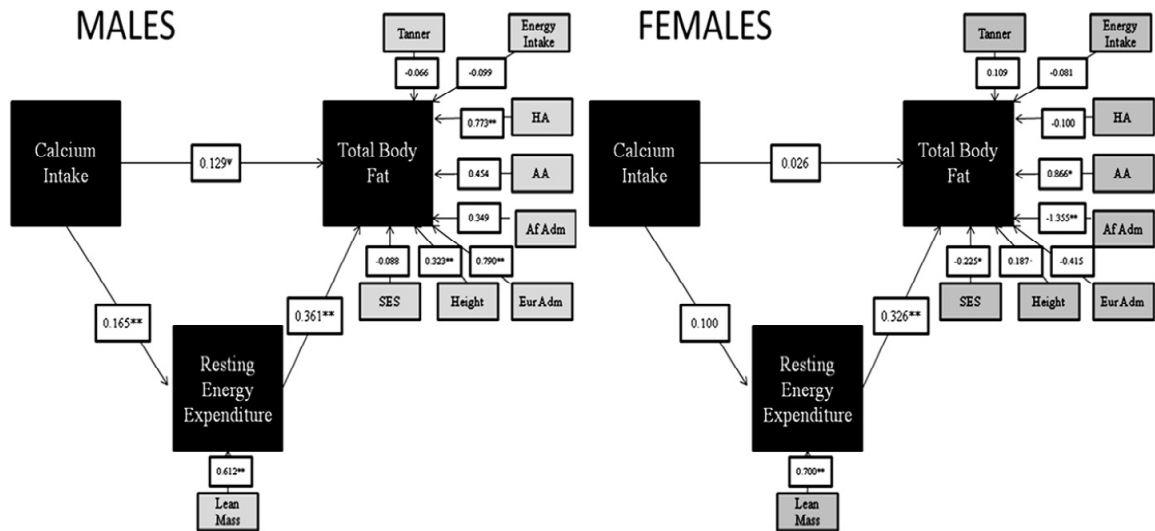 MALES
Tanner
Energy
Intake
-0.066
-0.099
Calcium
Intake
0.129*
Total Body
Fat
0.773**
HA
0.454
AA
0.349
Af Adm
-0.088
0.323**
0.790**
SES
Height
Eur Adm
0.165**
0.361**
Resting
Energy
Expenditure
0.612**
Lean
Mass
FEMALES
Tanner
Energy
Intake
0.109
-0.081
Calcium
Intake
0.026
Total Body
Fat
-0.100
HA
0.866*
AA
-1.355**
Af Adm
-0.225*
0.187
-0.415
SES
Height
Eur Adm
0.100
0.326**
Resting
Energy
Expenditure
0.700**
Lean
Mass